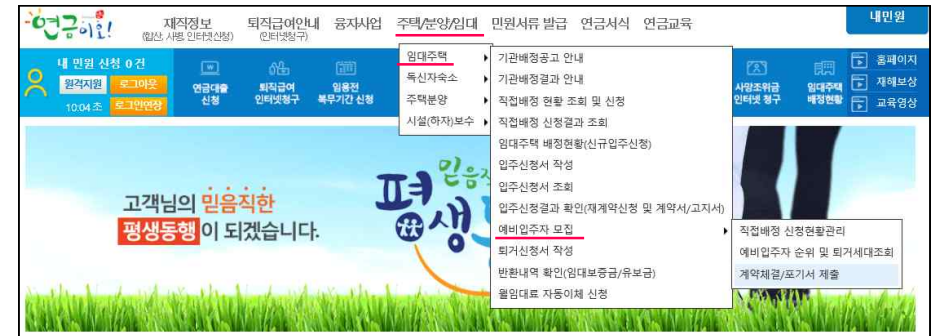 연금이음!
재직정보
(합산, 사병, 인터넷신청)
퇴직급여안내
(인터넷청구)
융자사업
주택/분양/임대
민원서류 발급
연금서식
연금교육
내민원
내 민원 신청 0 건
원격지원
로그아웃
10:04 초
로그인연장
연금대출
신청
퇴직급여
인터넷청구
임용전
복무기간 신청
사망조위금
인터넷 청구
임대주택
배정현황
홈페이지
재해보상
교육영상
임대주택
독신자숙소
주택분양
시설(하자)보수
기관배정공고 안내
기관배정결과 안내
직접배정 현황 조회 및 신청
직접배정 신청결과 조회
임대주택 배정현황(신규입주신청)
입주신청서 작성
입주신청서 조회
입주신청결과 확인(재계약신청 및 계약서/고지서)
예비입주자 모집
퇴거신청서 작성
반환내역 확인(임대보증금/유보금)
월임대료 자동이체 신청
직접배정 신청현황관리
예비입주자 순위 및 퇴거세대조회
계약체결/포기서 제출
고객님의 믿음직한
평생동행이 되겠습니다.
믿음
평생